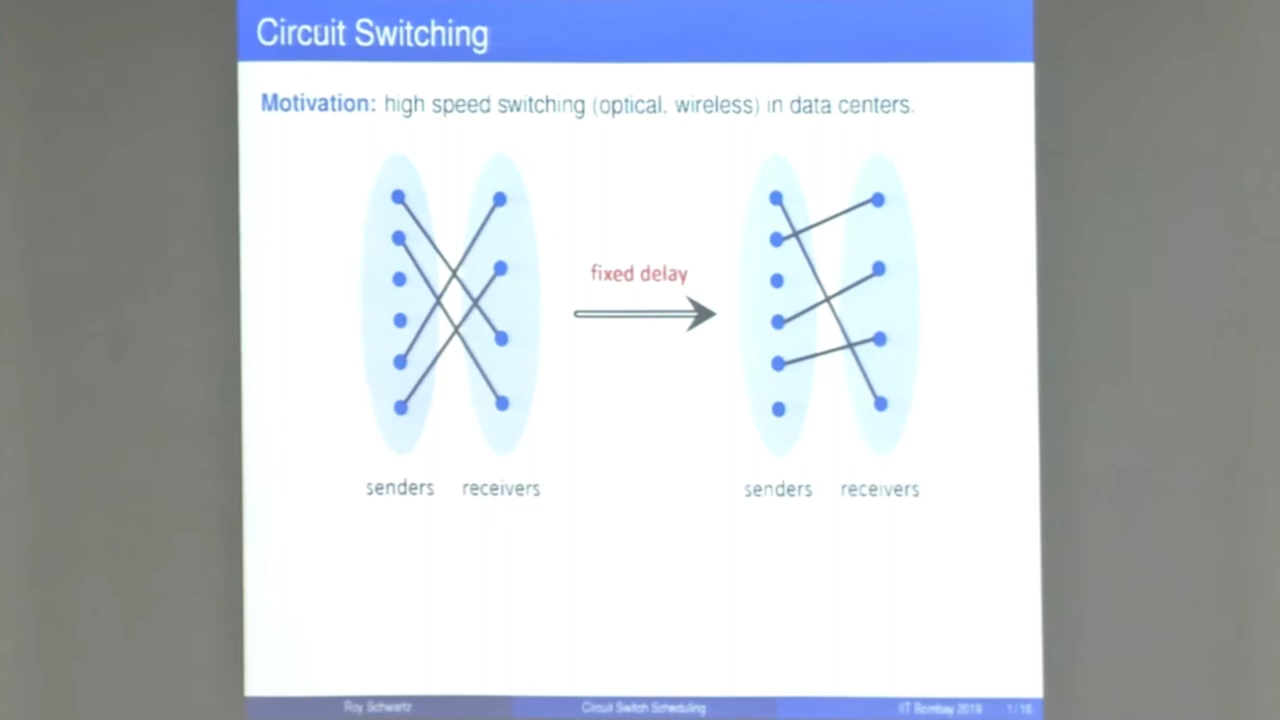 Circuit Switching
Motivation: high speed switching (optical, wireless) in data centers.
fixed delay
senders receivers
senders receivers
Roy Schwartz
Circuit Switch Scheduling
IIT Bombay 2019 1/16